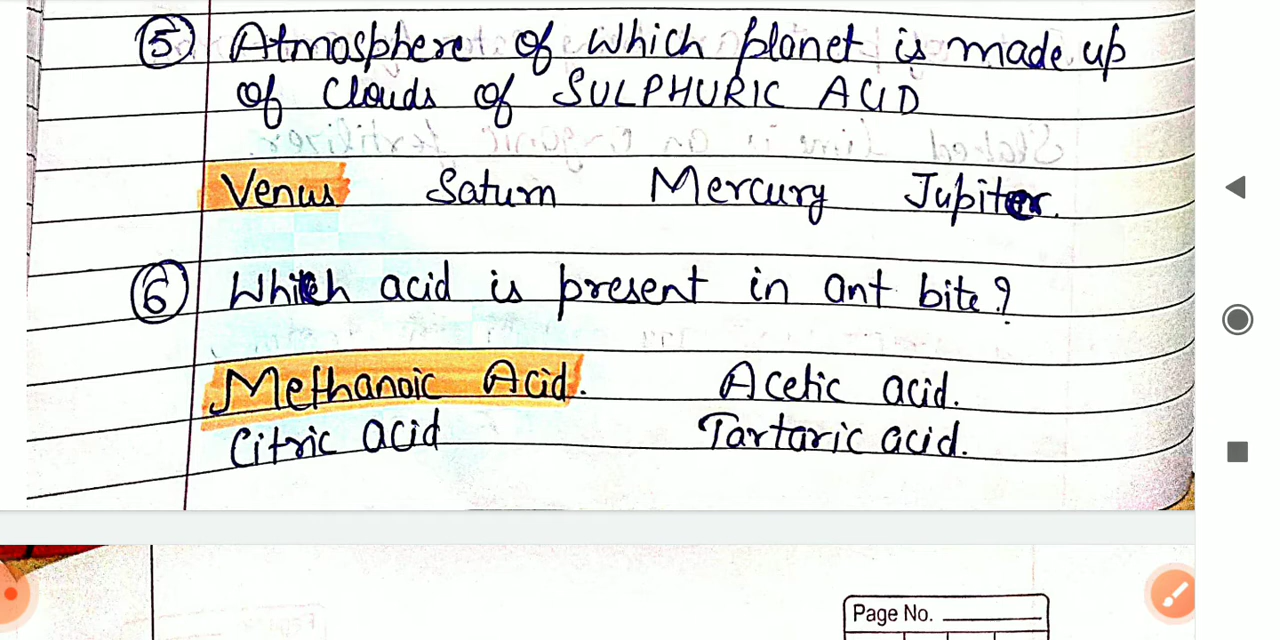 5 Atmosphere of which planet is made up
of clouds of SULPHURIC ACID
Venus Saturn Mercury Jupiter.
6 Which acid is present in ant bite?
Methanoic Acid. Acetic acid.
Citric acid Tartaric acid.
Page No.